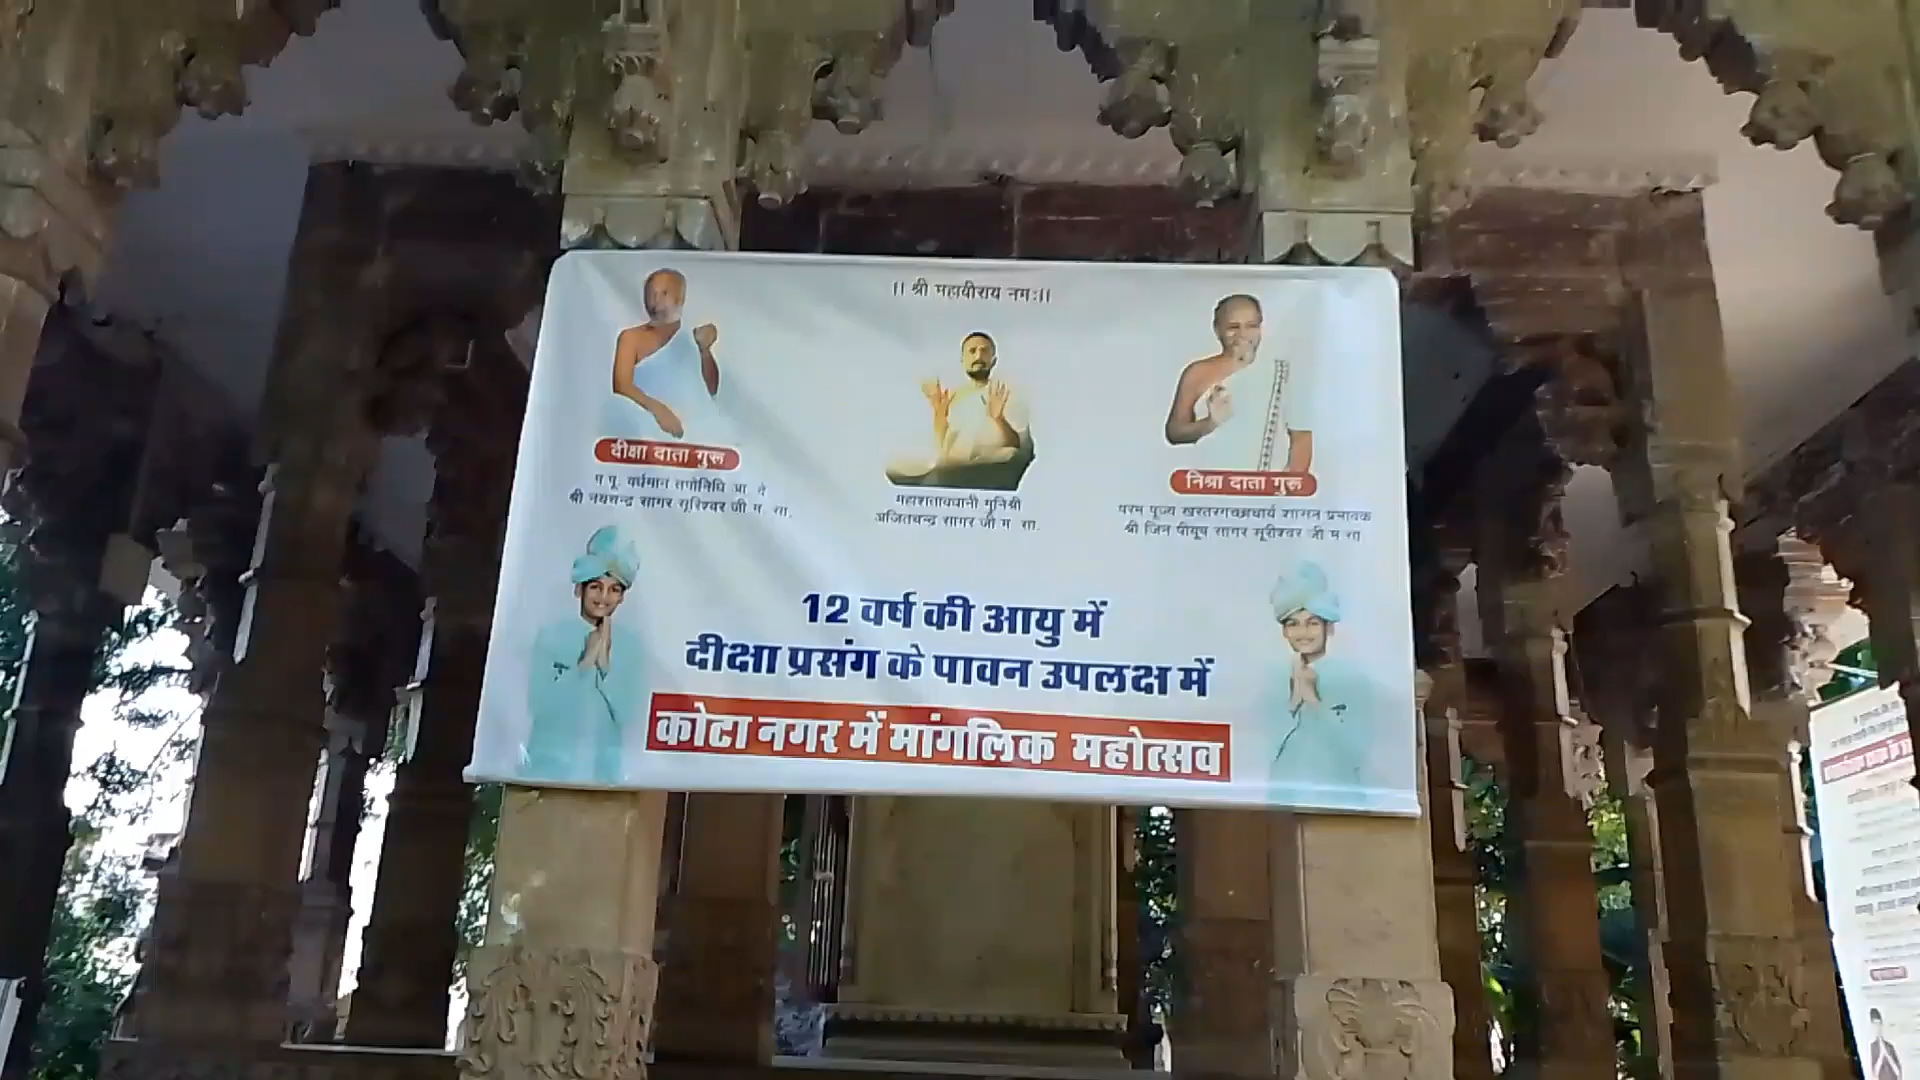 ।। श्री महावीराय नमः।।
दीक्षा दाता गुरू
प पू. वर्धमान तपोनिधि आ. दे
श्री नयचन्द्र सागर सूरिश्वर जी म. सा.
महाशतावधानी मुनिश्री
अजितचन्द्र सागर जी म सा.
निश्रा दाता गुरू
परम पूज्य खरतरगच्छाचार्य शासन प्रभावक
श्री जिन पीयूष सागर सूरीश्वर जी म सा
12 वर्ष की आयु में
दीक्षा प्रसंग के पावन उपलक्ष में
कोटा नगर में मांगलिक महोत्सव